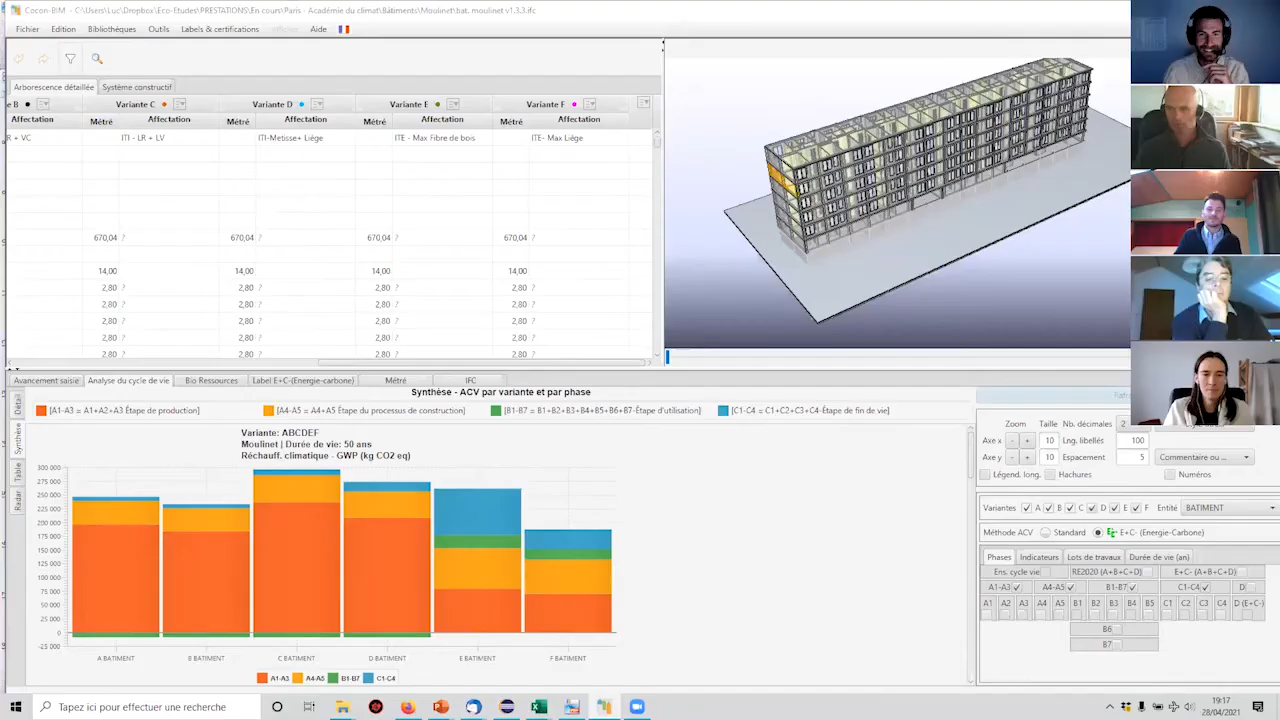 Cocon-BIM - C:\Users\Luc\Dropbox\Eco-Etudes\PRESTATIONS\En cours\Paris - Académie du climat\Bâtiments\Moulinet\bat. moulinet v1.3.3.ifc
Fichier Edition Bibliothèques Outils Labels & certifications Aide
Arborescence détaillée Système constructif
e B Variante C Variante D Variante E Variante F
Affectation Métré Affectation Métré Affectation Métré Affectation Métré Affectation
R + VC ITI - LR + LV ITI-Metisse+ Liège ITE - Max Fibre de bois ITE- Max Liège
670,04 ? 670,04 ? 670,04 ? 670,04 ?
14,00 14,00 14,00 14,00
2,80 ? 2,80 ? 2,80 ? 2,80 ?
2,80 ? 2,80 ? 2,80 ? 2,80 ?
2,80 ? 2,80 ? 2,80 ? 2,80 ?
2,80 ? 2,80 ? 2,80 ? 2,80 ?
2,80 ? 2,80 ? 2,80 ? 2,80 ?
Avancement saisie Analyse du cycle de vie Bio Ressources Label E+C-(Energie-carbone) Métré IFC
Détail
Synthèse
Table
Radar
Synthèse - ACV par variante et par phase
[A1-A3 = A1+A2+A3 Étape de production] [A4-A5 = A4+A5 Étape du processus de construction] [B1-B7 = B1+B2+B3+B4+B5+B6+B7-Étape d'utilisation] [C1-C4 = C1+C2+C3+C4-Étape de fin de vie]
Variante: ABCDEF
Moulinet | Durée de vie: 50 ans
Réchauff. climatique - GWP (kg CO2 eq)
300 000
275 000
250 000
225 000
200 000
175 000
150 000
125 000
100 000
75 000
50 000
25 000
0
-25 000
A BATIMENT B BATIMENT C BATIMENT D BATIMENT E BATIMENT F BATIMENT
A1-A3 A4-A5 B1-B7 C1-C4
Zoom Taille Nb. décimales 2
Axe x - + 10 Lng. libellés 100
Axe y - + 10 Espacement 5 Commentaire ou ...
Légend. long. Hachures Numéros
Variantes A B C D E F Entité BATIMENT
Méthode ACV Standard E+C- (Energie-Carbone)
Phases Indicateurs Lots de travaux Durée de vie (an)
Ens. cycle vie RE2020 (A+B+C+D) E+C- (A+B+C+D)
A1-A3 A4-A5 B1-B7 C1-C4 D
A1 A2 A3 A4 A5 B1 B2 B3 B4 B5 C1 C2 C3 C4 D (E+C-)
B6
B7
Tapez ici pour effectuer une recherche
19:17
28/04/2021